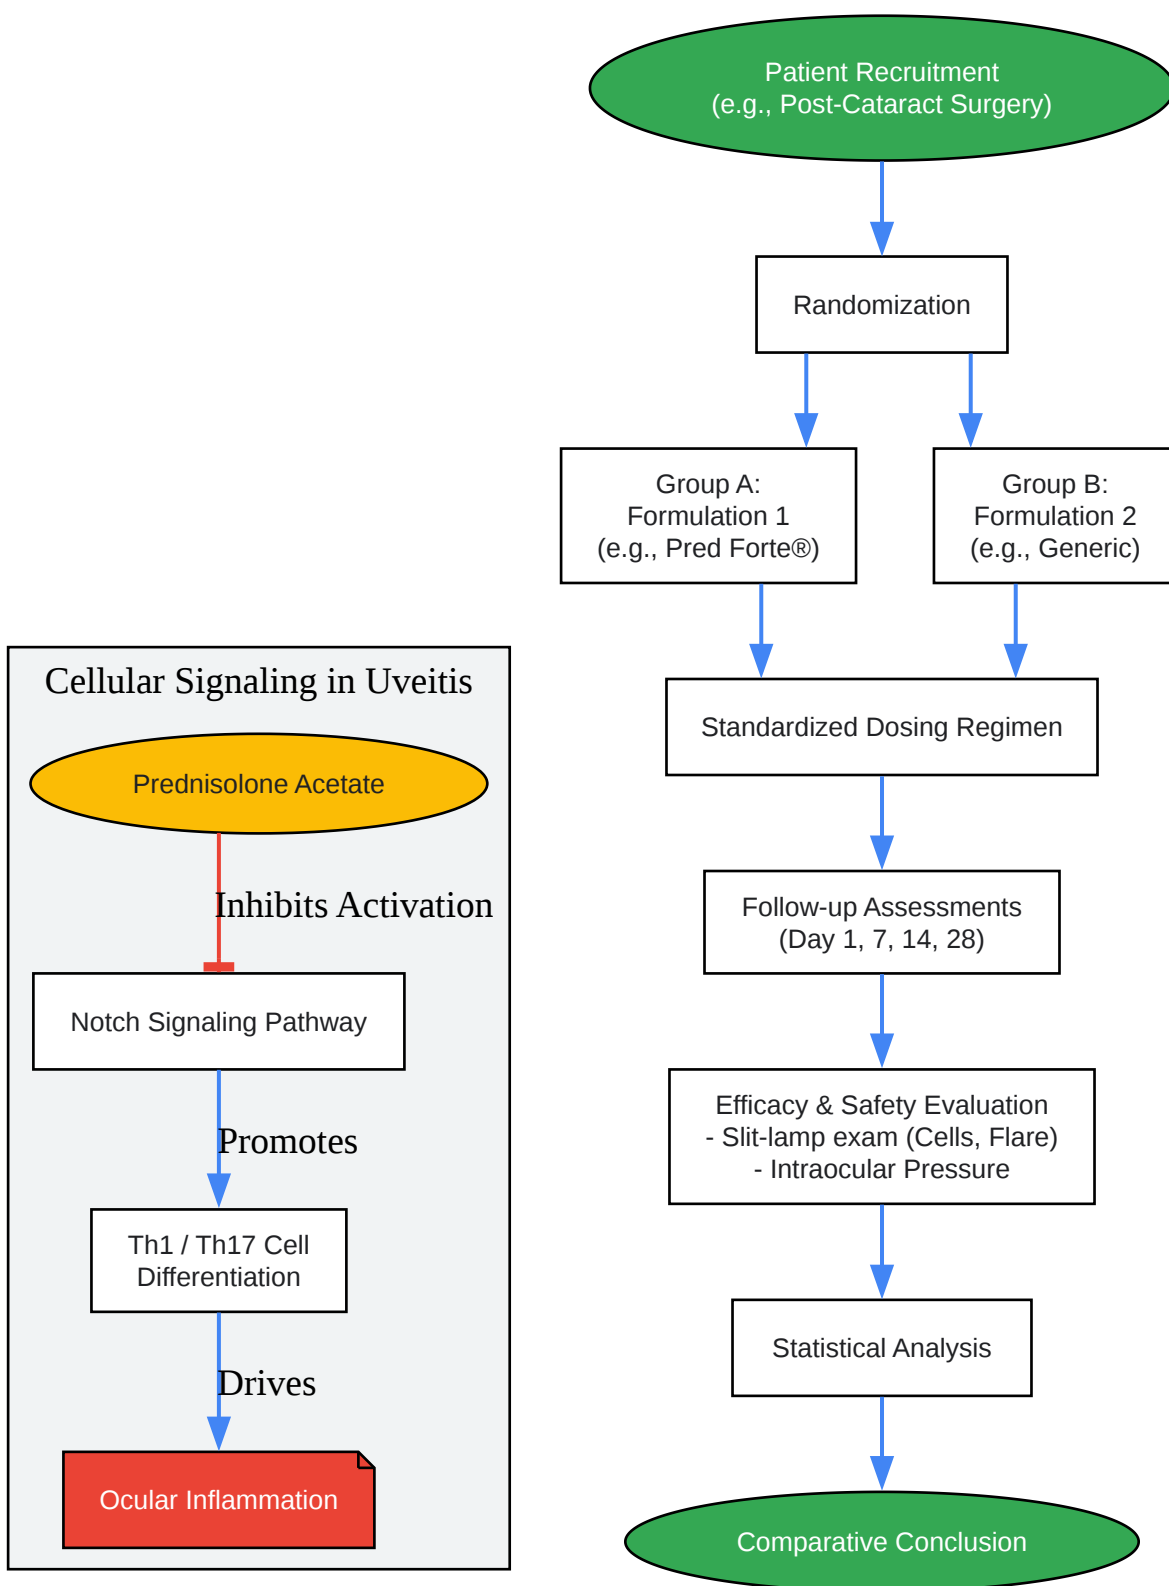 Patient Recruitment
(e.g., Post-Cataract Surgery)
Randomization
Group A:
Formulation 1
(e.g., Pred Forte®)
Group B:
Formulation 2
(e.g., Generic)
Standardized Dosing Regimen
Follow-up Assessments
(Day 1, 7, 14, 28)
Efficacy & Safety Evaluation
- Slit-lamp exam (Cells, Flare)
- Intraocular Pressure
Statistical Analysis
Comparative Conclusion
Cellular Signaling in Uveitis
Prednisolone Acetate
Inhibits Activation
Notch Signaling Pathway
Promotes
Th1 / Th17 Cell
Differentiation
Drives
Ocular Inflammation